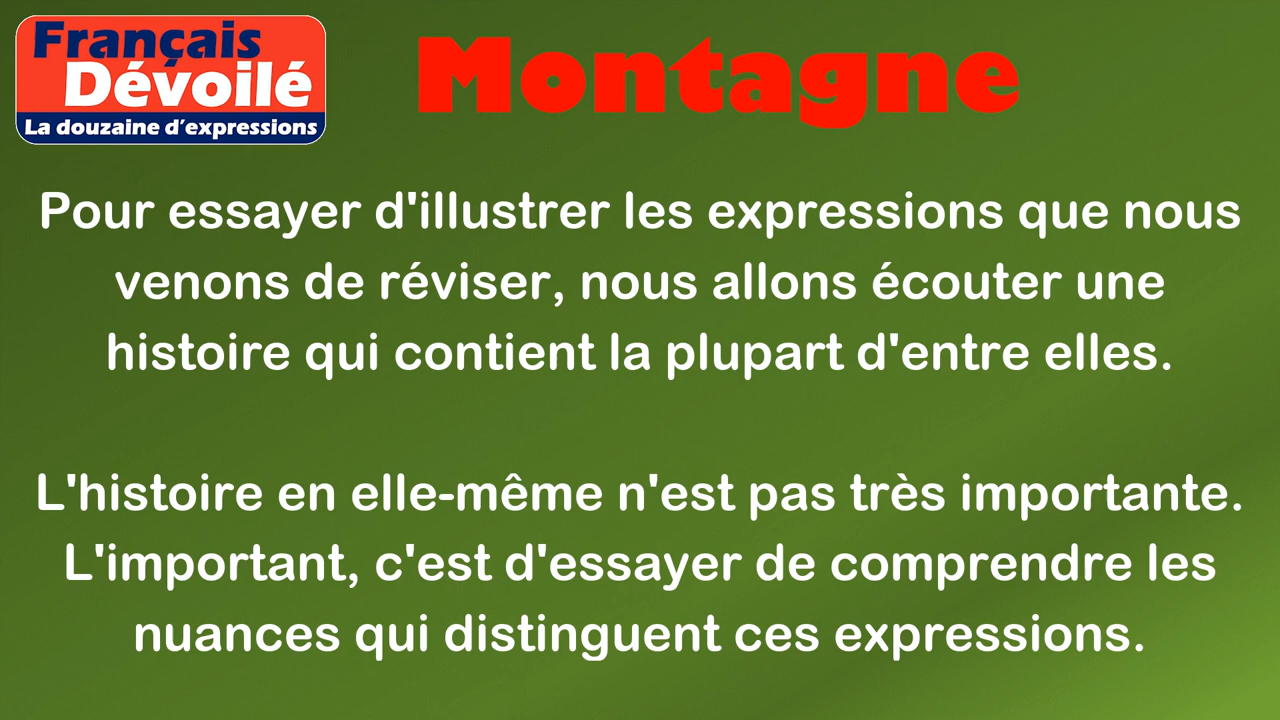 Français
Dévoilé
La douzaine d'expressions
Montagne
Pour essayer d'illustrer les expressions que nous
venons de réviser, nous allons écouter une
histoire qui contient la plupart d'entre elles.
L'histoire en elle-même n'est pas très importante.
L'important, c'est d'essayer de comprendre les
nuances qui distinguent ces expressions.